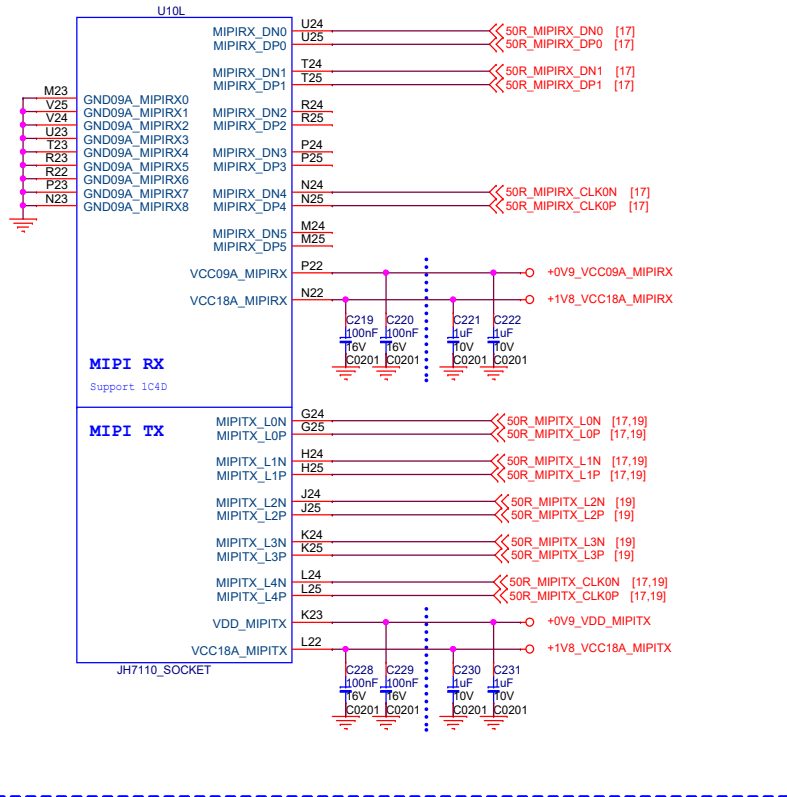 U10L
MIPIRX_DN0 U24 50R_MIPIRX_DN0 [17]
MIPIRX_DP0 U25 50R_MIPIRX_DP0 [17]
MIPIRX_DN1 T24 50R_MIPIRX_DN1 [17]
MIPIRX_DP1 T25 50R_MIPIRX_DP1 [17]
M23 GND09A_MIPIRX0
V25 GND09A_MIPIRX1
V24 GND09A_MIPIRX2
U23 GND09A_MIPIRX3
T23 GND09A_MIPIRX4
R23 GND09A_MIPIRX5
R22 GND09A_MIPIRX6
P23 GND09A_MIPIRX7
N23 GND09A_MIPIRX8
MIPIRX_DN2 R24
MIPIRX_DP2 R25
MIPIRX_DN3 P24
MIPIRX_DP3 P25
MIPIRX_DN4 N24 50R_MIPIRX_CLK0N [17]
MIPIRX_DP4 N25 50R_MIPIRX_CLK0P [17]
MIPIRX_DN5 M24
MIPIRX_DP5 M25
VCC09A_MIPIRX P22 +0V9_VCC09A_MIPIRX
VCC18A_MIPIRX N22 +1V8_VCC18A_MIPIRX
C219 C220 C221 C222
100nF 100nF 1uF 1uF
16V 16V 10V 10V
C0201 C0201 C0201 C0201
MIPI RX
Support 1C4D
MIPI TX
MIPITX_L0N G24 50R_MIPITX_L0N [17,19]
MIPITX_L0P G25 50R_MIPITX_L0P [17,19]
MIPITX_L1N H24 50R_MIPITX_L1N [17,19]
MIPITX_L1P H25 50R_MIPITX_L1P [17,19]
MIPITX_L2N J24 50R_MIPITX_L2N [19]
MIPITX_L2P J25 50R_MIPITX_L2P [19]
MIPITX_L3N K24 50R_MIPITX_L3N [19]
MIPITX_L3P K25 50R_MIPITX_L3P [19]
MIPITX_L4N L24 50R_MIPITX_CLK0N [17,19]
MIPITX_L4P L25 50R_MIPITX_CLK0P [17,19]
VDD_MIPITX K23 +0V9_VDD_MIPITX
VCC18A_MIPITX L22 +1V8_VCC18A_MIPITX
JH7110_SOCKET
C228 C229 C230 C231
100nF 100nF 1uF 1uF
16V 16V 10V 10V
C0201 C0201 C0201 C0201